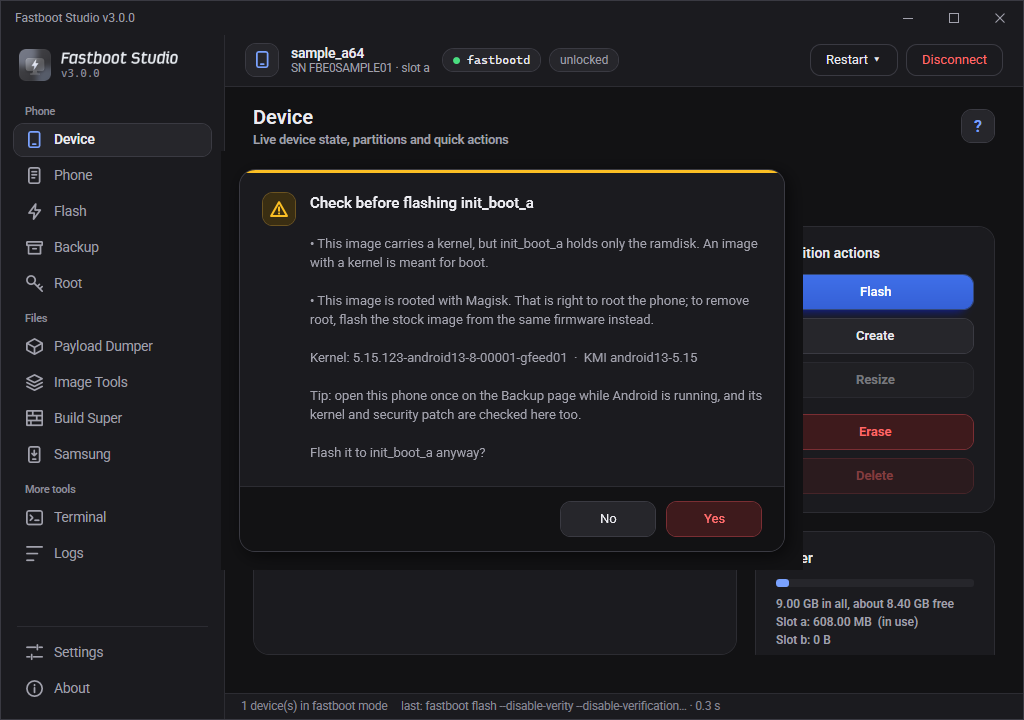 Fastboot Studio v3.0.0
Fastboot Studio
v3.0.0
sample_a64
SN FBE0SAMPLE01 · slot a
fastbootd
unlocked
Restart ▾
Disconnect
Phone
Device
Phone
Flash
Backup
Root
Files
Payload Dumper
Image Tools
Build Super
Samsung
More tools
Terminal
Logs
Settings
About
Device
Live device state, partitions and quick actions
?
Check before flashing init_boot_a
• This image carries a kernel, but init_boot_a holds only the ramdisk. An image
with a kernel is meant for boot.
• This image is rooted with Magisk. That is right to root the phone; to remove
root, flash the stock image from the same firmware instead.
Kernel: 5.15.123-android13-8-00001-gfeed01 · KMI android13-5.15
Tip: open this phone once on the Backup page while Android is running, and its
kernel and security patch are checked here too.
Flash it to init_boot_a anyway?
No
Yes
ition actions
Flash
Create
Resize
Erase
Delete
er
9.00 GB in all, about 8.40 GB free
Slot a: 608.00 MB (in use)
Slot b: 0 B
1 device(s) in fastboot mode
last: fastboot flash --disable-verity --disable-verification… · 0.3 s